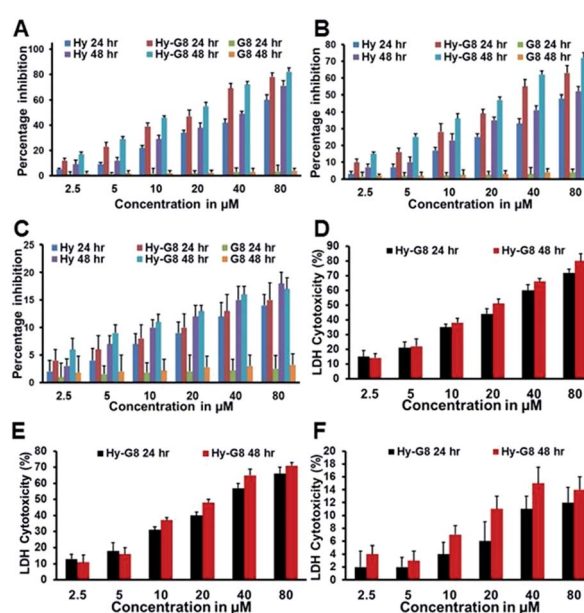 A
Hy 24 hr Hy-G8 24 hr G8 24 hr
Hy 48 hr Hy-G8 48 hr G8 48 hr
Percentage inhibition
100
80
60
40
20
0
2.5 5 10 20 40 80
Concentration in µM
B
Hy 24 hr Hy-G8 24 hr G8 24 hr
Hy 48 hr Hy-G8 48 hr G8 48 hr
Percentage inhibition
80
70
60
50
40
30
20
10
0
2.5 5 10 20 40 80
Concentration in µM
C
Hy 24 hr Hy-G8 24 hr G8 24 hr
Hy 48 hr Hy-G8 48 hr G8 48 hr
Percentage inhibition
25
20
15
10
5
0
2.5 5 10 20 40 80
Concentration in µM
D
Hy-G8 24 hr Hy-G8 48 hr
LDH Cytotoxicity (%)
90
80
70
60
50
40
30
20
10
0
2.5 5 10 20 40 80
Concentration in µM
E
Hy-G8 24 hr Hy-G8 48 hr
LDH Cytotoxicity (%)
80
70
60
50
40
30
20
10
0
2.5 5 10 20 40 80
Concentration in µM
F
Hy-G8 24 hr Hy-G8 48 hr
LDH Cytotoxicity (%)
20
18
16
14
12
10
8
6
4
2
0
2.5 5 10 20 40 80
Concentration in µM